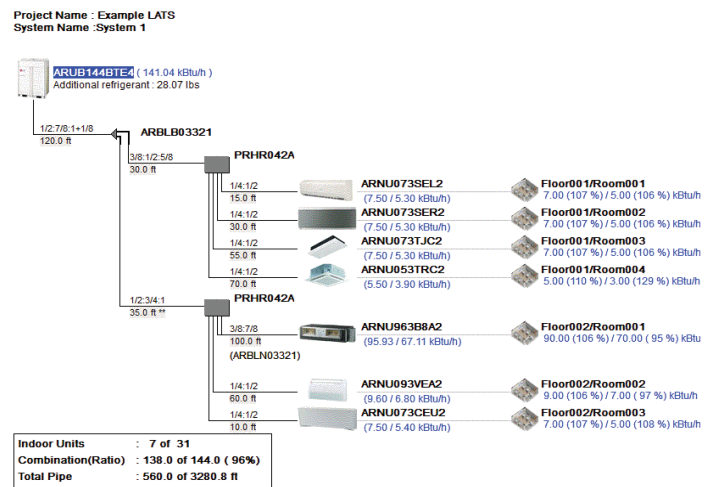 Project Name : Example LATS
System Name :System 1
ARUB144BTE4 ( 141.04 kBtu/h )
Additional refrigerant : 28.07 lbs
1/2:7/8:1+1/8
120.0 ft
ARBLB03321
3/8:1/2:5/8
30.0 ft
PRHR042A
1/4:1/2
15.0 ft
ARNU073SEL2
(7.50 / 5.30 kBtu/h)
Floor001/Room001
7.00 (107 %) / 5.00 (106 %) kBtu/h
1/4:1/2
30.0 ft
ARNU073SER2
(7.50 / 5.30 kBtu/h)
Floor001/Room002
7.00 (107 %) / 5.00 (106 %) kBtu/h
1/4:1/2
55.0 ft
ARNU073TJC2
(7.50 / 5.30 kBtu/h)
Floor001/Room003
7.00 (107 %) / 5.00 (106 %) kBtu/h
1/4:1/2
70.0 ft
ARNU053TRC2
(5.50 / 3.90 kBtu/h)
Floor001/Room004
5.00 (110 %) / 3.00 (129 %) kBtu/h
1/2:3/4:1
35.0 ft **
PRHR042A
3/8:7/8
100.0 ft
(ARBLN03321)
ARNU963B8A2
(95.93 / 67.11 kBtu/h)
Floor002/Room001
90.00 (106 %) / 70.00 ( 95 %) kBtu
1/4:1/2
60.0 ft
ARNU093VEA2
(9.60 / 6.80 kBtu/h)
Floor002/Room002
9.00 (106 %) / 7.00 ( 97 %) kBtu/h
1/4:1/2
10.0 ft
ARNU073CEU2
(7.50 / 5.40 kBtu/h)
Floor002/Room003
7.00 (107 %) / 5.00 (108 %) kBtu/h
Indoor Units : 7 of 31
Combination(Ratio) : 138.0 of 144.0 ( 96%)
Total Pipe : 560.0 of 3280.8 ft